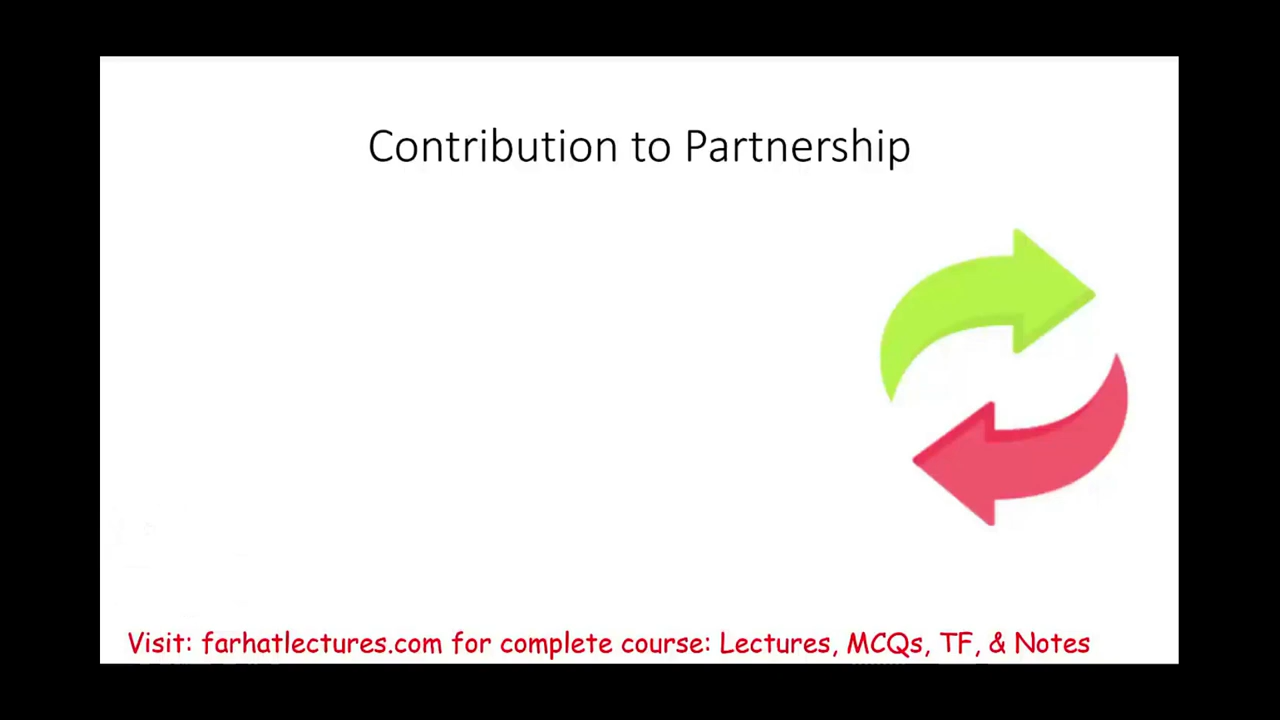 Contribution to Partnership
Visit: farhatlectures.com for complete course: Lectures, MCQs, TF, & Notes